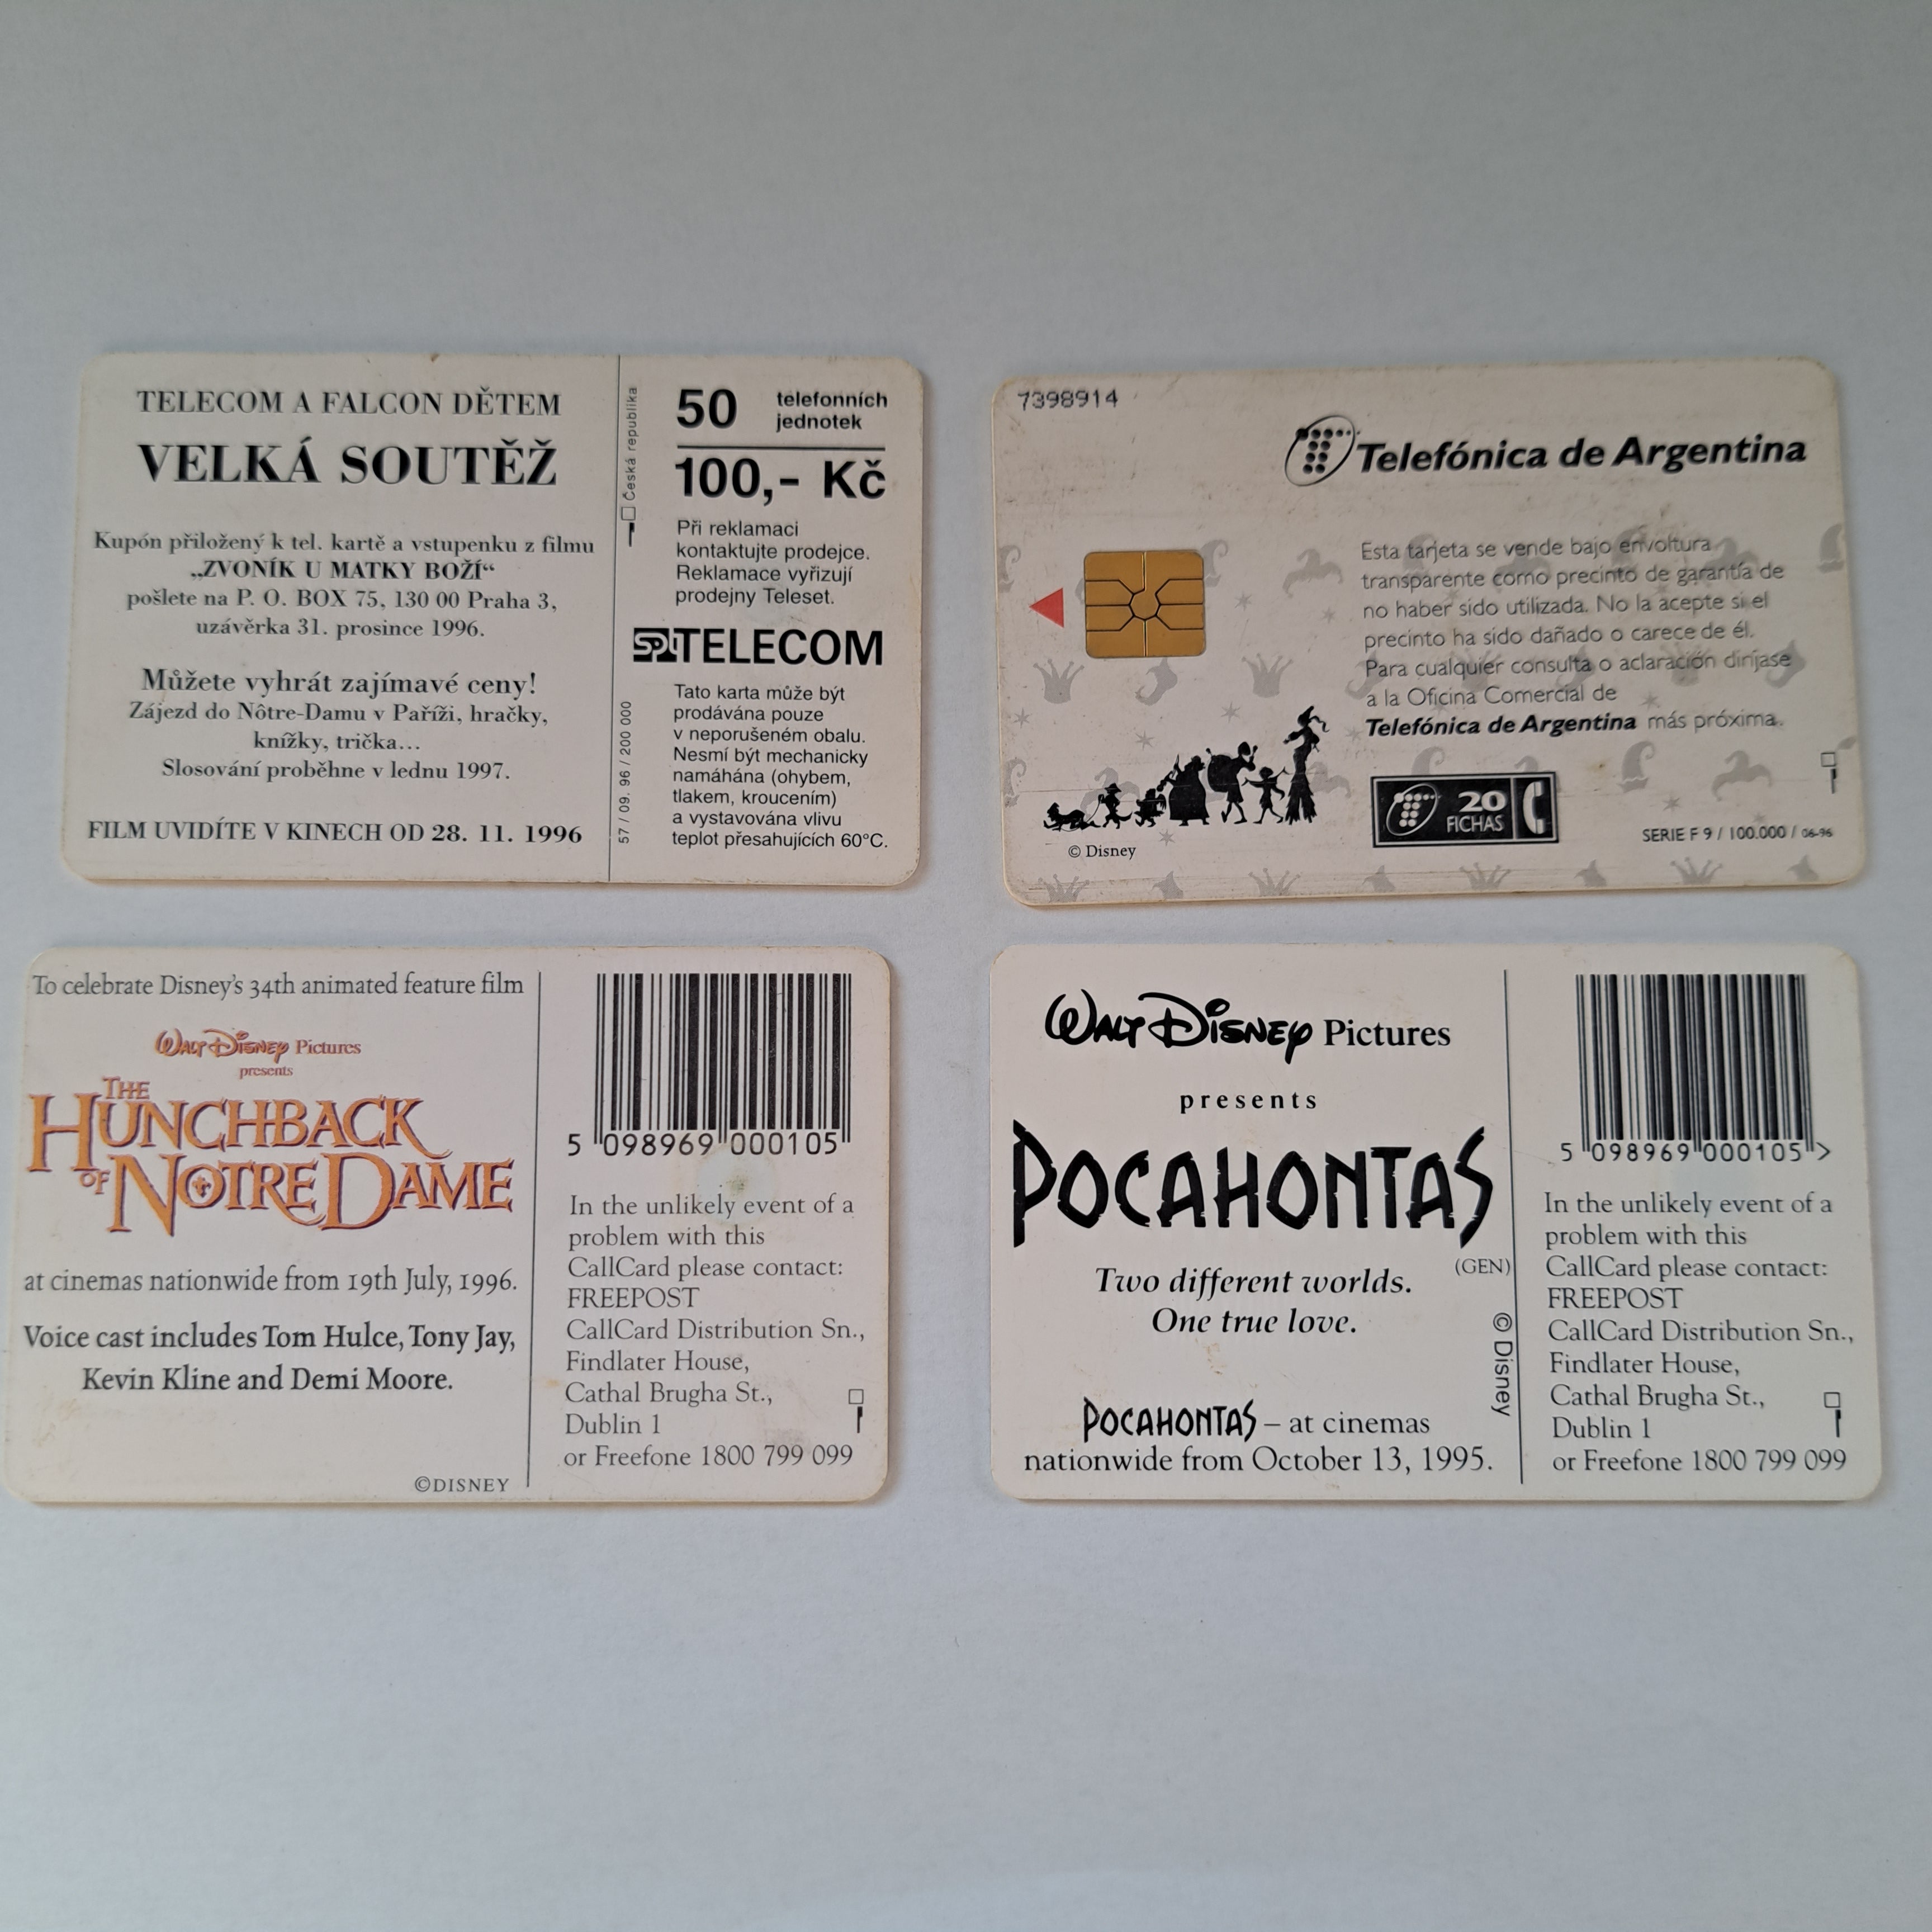 TELECOM A FALCON DĚTEM
VELKÁ SOUTĚŽ
Kupón přiložený k tel. kartě a vstupenku z filmu
„ZVONÍK U MATKY BOŽÍ“
pošlete na P. O. BOX 75, 130 00 Praha 3,
uzávěrka 31. prosince 1996.
Můžete vyhrát zajímavé ceny!
Zájezd do Nôtre-Damu v Paříži, hračky,
knížky, trička...
Slosování proběhne v lednu 1997.
FILM UVIDÍTE V KINECH OD 28. 11. 1996
Česká republika
57 / 09. 96 / 200 000
50 telefonních
jednotek
100,- Kč
Při reklamaci
kontaktujte prodejce.
Reklamace vyřizují
prodejny Teleset.
SPT TELECOM
Tato karta může být
prodávána pouze
v neporušeném obalu.
Nesmí být mechanicky
namáhána (ohybem,
tlakem, kroucením)
a vystavována vlivu
teplot přesahujících 60°C.
7398914
Telefónica de Argentina
Esta tarjeta se vende bajo envoltura
transparente como precinto de garantía de
no haber sido utilizada. No la acepte si el
precinto ha sido dañado o carece de él.
Para cualquier consulta o aclaración diríjase
a la Oficina Comercial de
Telefónica de Argentina más próxima.
20
FICHAS
SERIE F 9 / 100.000 / 06-96
© Disney
To celebrate Disney's 34th animated feature film
WALT DISNEY Pictures
presents
THE
HUNCHBACK
OF NOTRE DAME
at cinemas nationwide from 19th July, 1996.
Voice cast includes Tom Hulce, Tony Jay,
Kevin Kline and Demi Moore.
©DISNEY
5 098969 000105
In the unlikely event of a
problem with this
CallCard please contact:
FREEPOST
CallCard Distribution Sn.,
Findlater House,
Cathal Brugha St.,
Dublin 1
or Freefone 1800 799 099
WALT DISNEY Pictures
presents
POCAHONTAS
(GEN)
Two different worlds.
One true love.
© Disney
POCAHONTAS – at cinemas
nationwide from October 13, 1995.
5 098969 000105 >
In the unlikely event of a
problem with this
CallCard please contact:
FREEPOST
CallCard Distribution Sn.,
Findlater House,
Cathal Brugha St.,
Dublin 1
or Freefone 1800 799 099